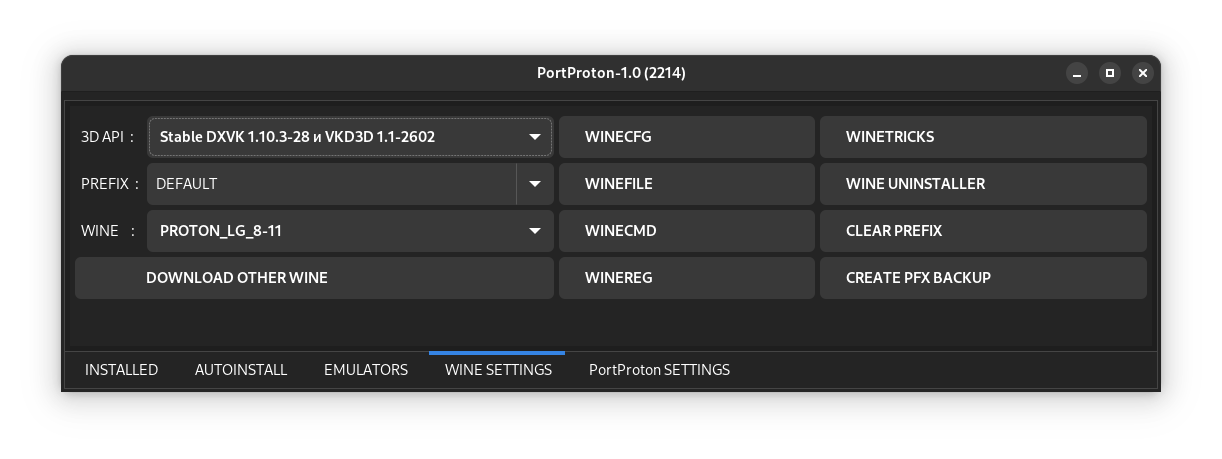 PortProton-1.0 (2214)
3D API : Stable DXVK 1.10.3-28 и VKD3D 1.1-2602 WINECFG WINETRICKS
PREFIX : DEFAULT WINEFILE WINE UNINSTALLER
WINE : PROTON_LG_8-11 WINECMD CLEAR PREFIX
DOWNLOAD OTHER WINE WINEREG CREATE PFX BACKUP
INSTALLED AUTOINSTALL EMULATORS WINE SETTINGS PortProton SETTINGS